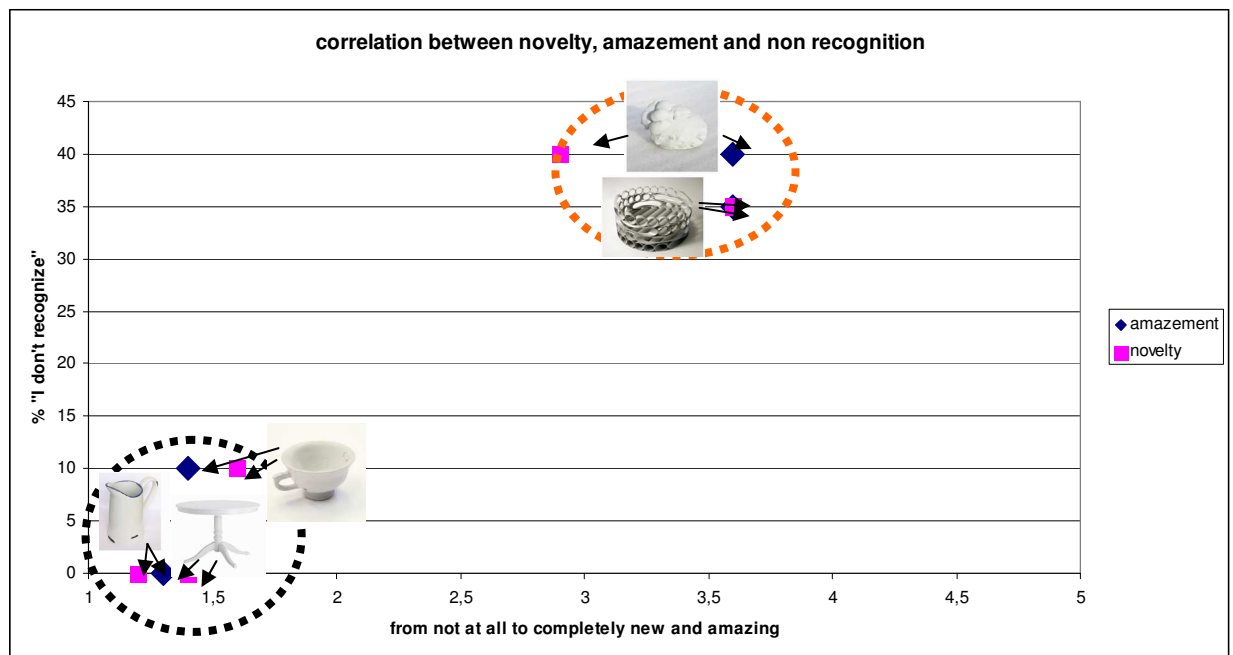 correlation between novelty, amazement and non recognition
% "I don't recognize"
45
40
35
30
25
20
15
10
5
0
1 1,5 2 2,5 3 3,5 4 4,5 5
from not at all to completely new and amazing
amazement
novelty